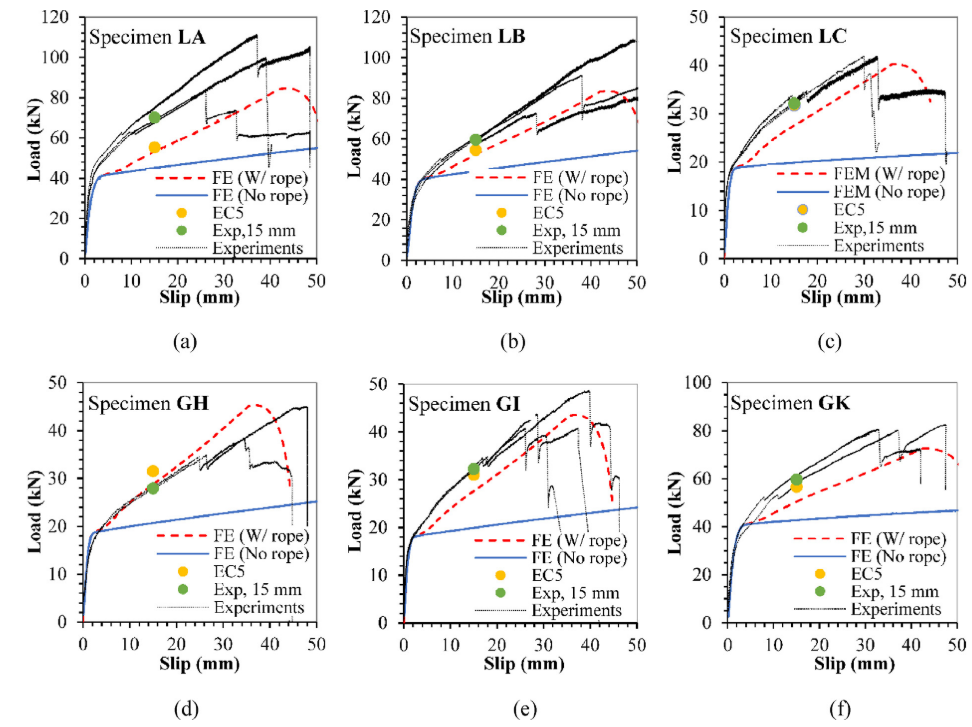 Specimen LA
Load (kN)
120
100
80
60
40
20
0
FE (W/ rope)
FE (No rope)
EC5
Exp,15 mm
Experiments
0 10 20 30 40 50
Slip (mm)
(a)
Specimen LB
Load (kN)
120
100
80
60
40
20
0
FE (W/ rope)
FE (No rope)
EC5
Exp,15 mm
Experiments
0 10 20 30 40 50
Slip (mm)
(b)
Specimen LC
Load (kN)
50
40
30
20
10
0
FEM (W/ rope)
FEM (No rope)
EC5
Exp, 15 mm
Experiments
0 10 20 30 40 50
Slip (mm)
(c)
Specimen GH
Load (kN)
50
40
30
20
10
0
FE (W/ rope)
FE (No rope)
EC5
Exp, 15 mm
Experiments
0 10 20 30 40 50
Slip (mm)
(d)
Specimen GI
Load (kN)
50
40
30
20
10
0
FE (W/ rope)
FE (No rope)
EC5
Exp, 15 mm
Experiments
0 10 20 30 40 50
Slip (mm)
(e)
Specimen GK
Load (kN)
80
60
40
20
0
FE (W/ rope)
FE (No rope)
EC5
Exp, 15 mm
Experiments
0 10 20 30 40 50
Slip (mm)
(f)